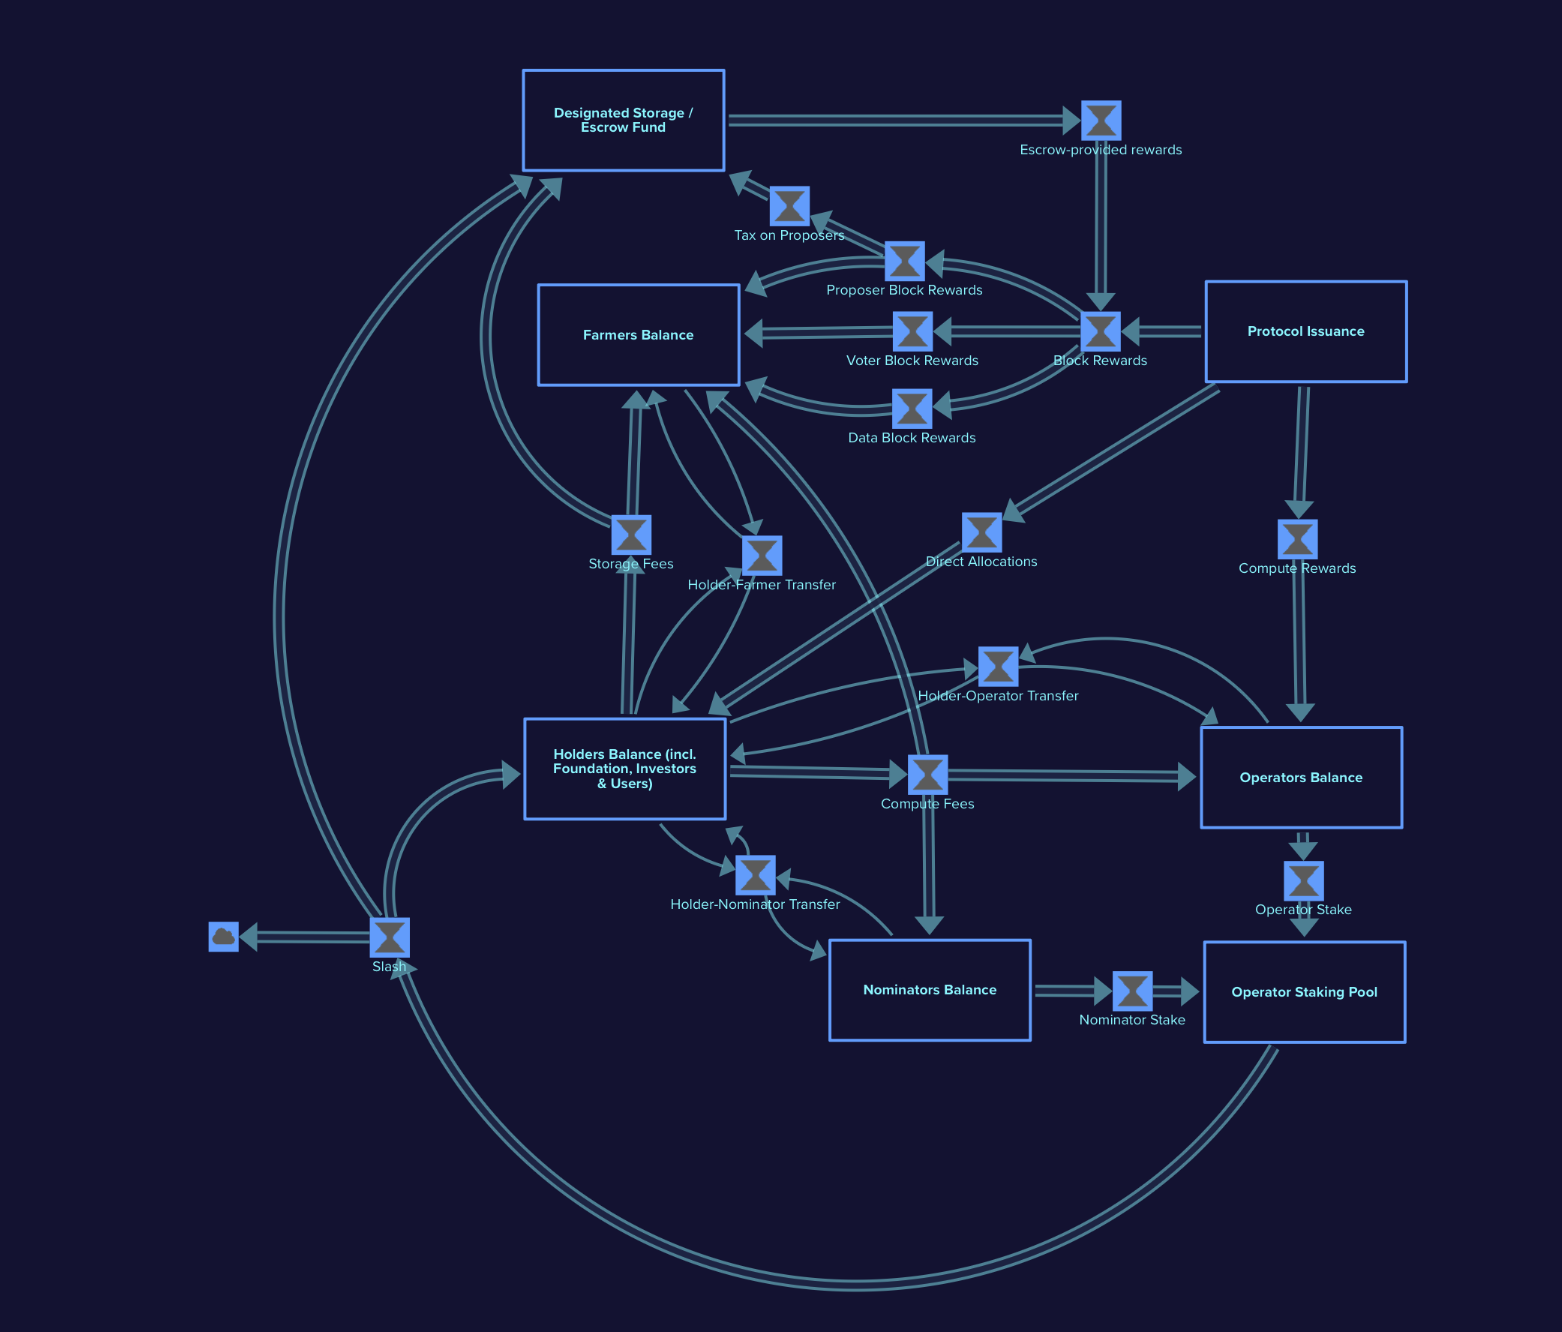 Designated Storage /
Escrow Fund
Escrow-provided rewards
Tax on Proposers
Proposer Block Rewards
Farmers Balance
Voter Block Rewards
Block Rewards
Protocol Issuance
Data Block Rewards
Storage Fees
Holder-Farmer Transfer
Direct Allocations
Compute Rewards
Holder-Operator Transfer
Holders Balance (incl.
Foundation, Investors
& Users)
Compute Fees
Operators Balance
Holder-Nominator Transfer
Operator Stake
Slash
Nominators Balance
Nominator Stake
Operator Staking Pool